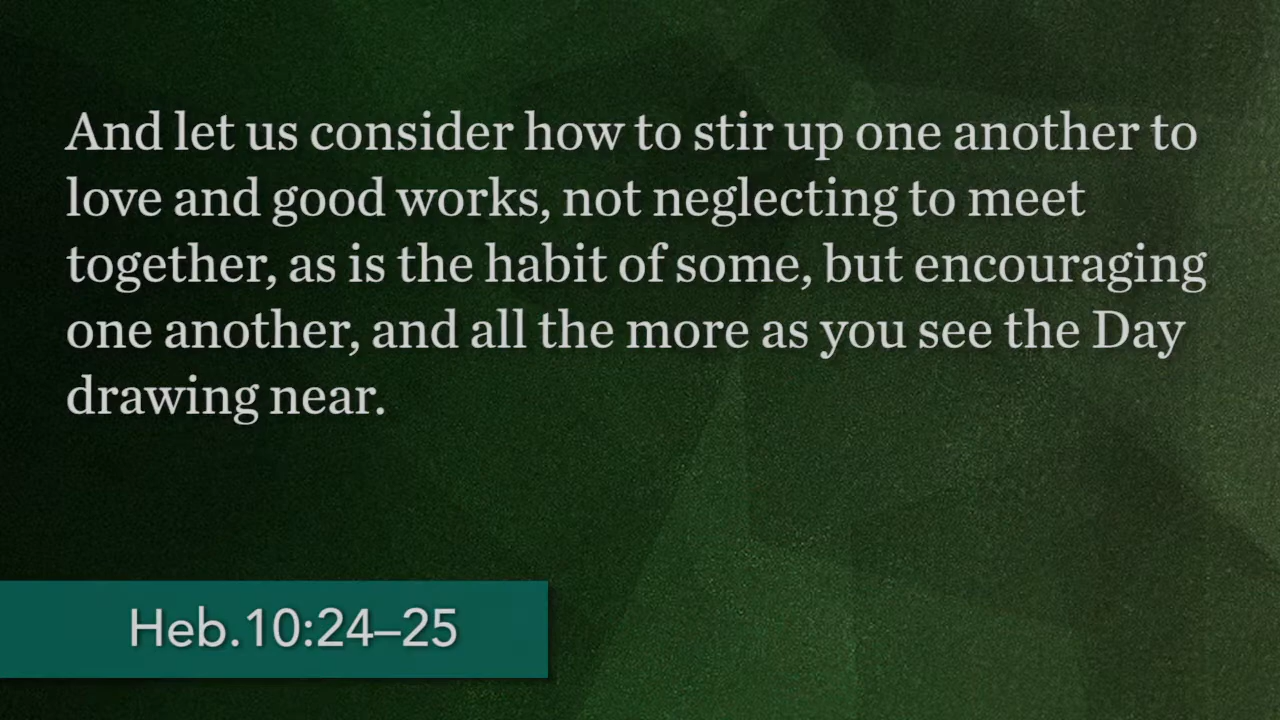 And let us consider how to stir up one another to
love and good works, not neglecting to meet
together, as is the habit of some, but encouraging
one another, and all the more as you see the Day
drawing near.
Heb.10:24–25